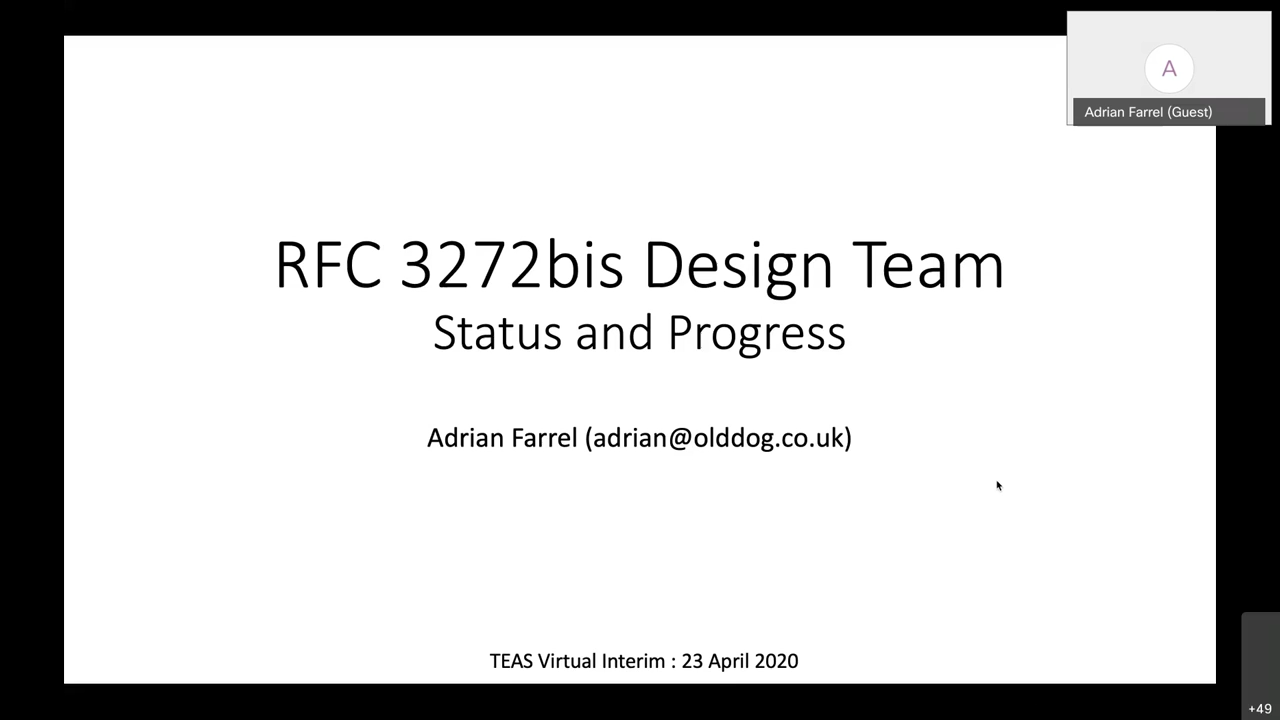 A
Adrian Farrel (Guest)
RFC 3272bis Design Team
Status and Progress
Adrian Farrel (adrian@olddog.co.uk)
TEAS Virtual Interim : 23 April 2020
+49